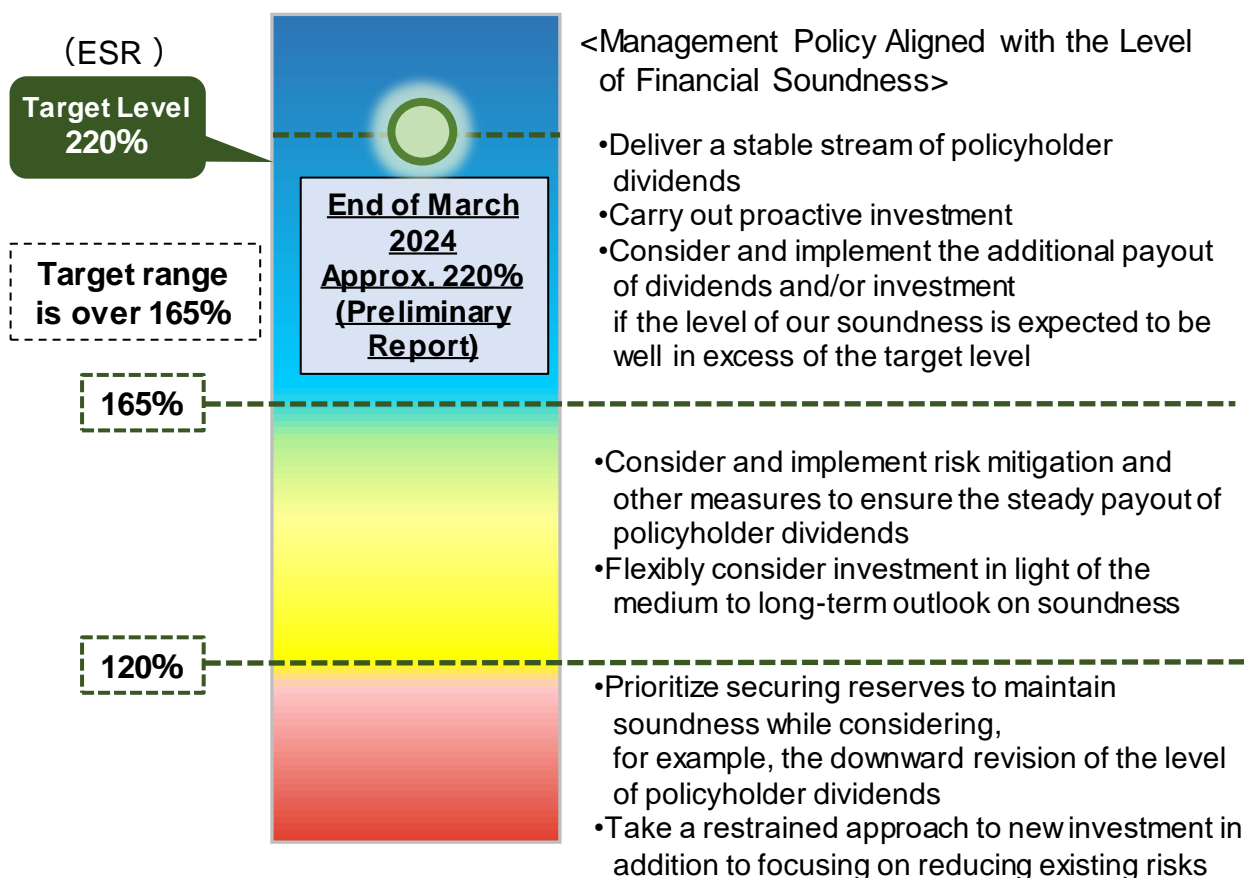 （ESR ）
Target Level
220%
Target range
is over 165%
End of March
2024
Approx. 220%
(Preliminary
Report)
165%
120%
<Management Policy Aligned with the Level
of Financial Soundness>
•Deliver a stable stream of policyholder
dividends
•Carry out proactive investment
•Consider and implement the additional payout
of dividends and/or investment
if the level of our soundness is expected to be
well in excess of the target level
•Consider and implement risk mitigation and
other measures to ensure the steady payout of
policyholder dividends
•Flexibly consider investment in light of the
medium to long-term outlook on soundness
•Prioritize securing reserves to maintain
soundness while considering,
for example, the downward revision of the level
of policyholder dividends
•Take a restrained approach to new investment in
addition to focusing on reducing existing risks